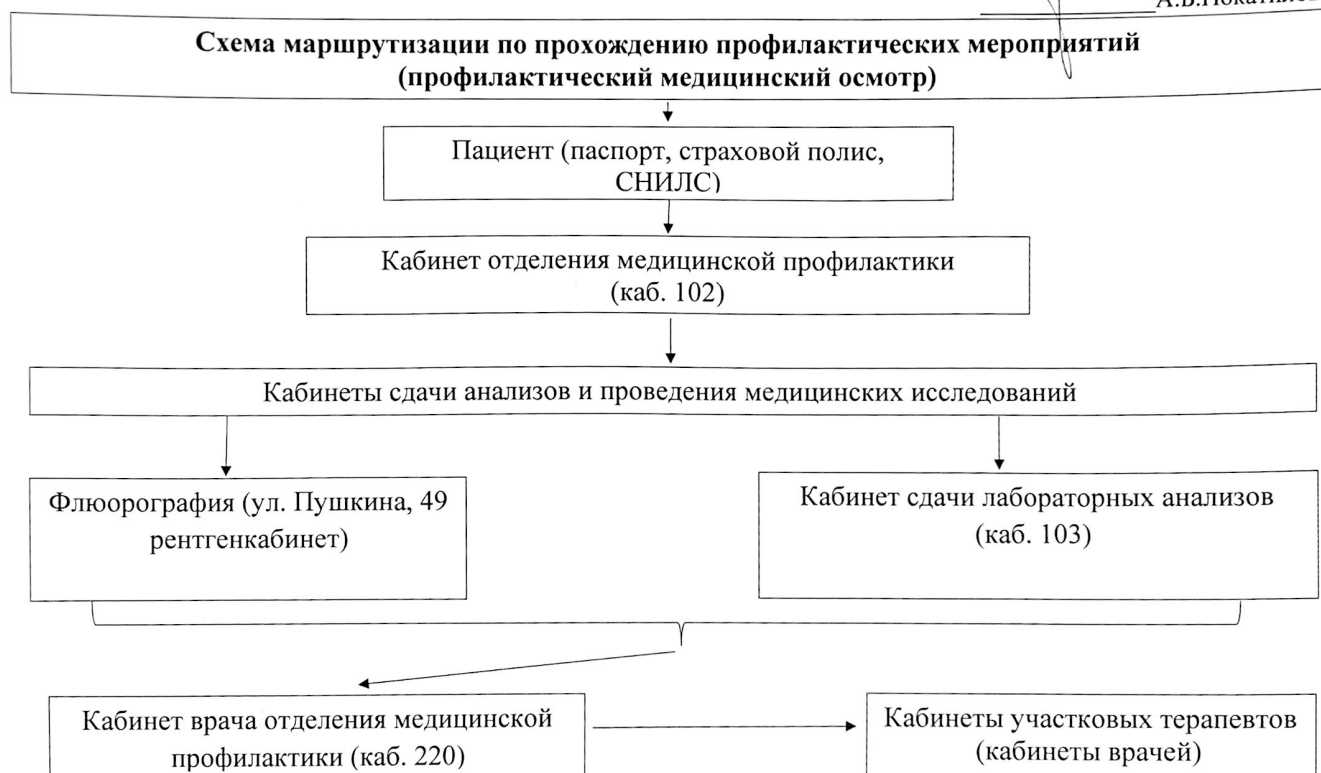 Схема маршрутизации по прохождению профилактических мероприятий
(профилактический медицинский осмотр)
Пациент (паспорт, страховой полис,
СНИЛС)
Кабинет отделения медицинской профилактики
(каб. 102)
Кабинеты сдачи анализов и проведения медицинских исследований
Флюорография (ул. Пушкина, 49
рентгенкабинет)
Кабинет сдачи лабораторных анализов
(каб. 103)
Кабинет врача отделения медицинской
профилактики (каб. 220)
Кабинеты участковых терапевтов
(кабинеты врачей)